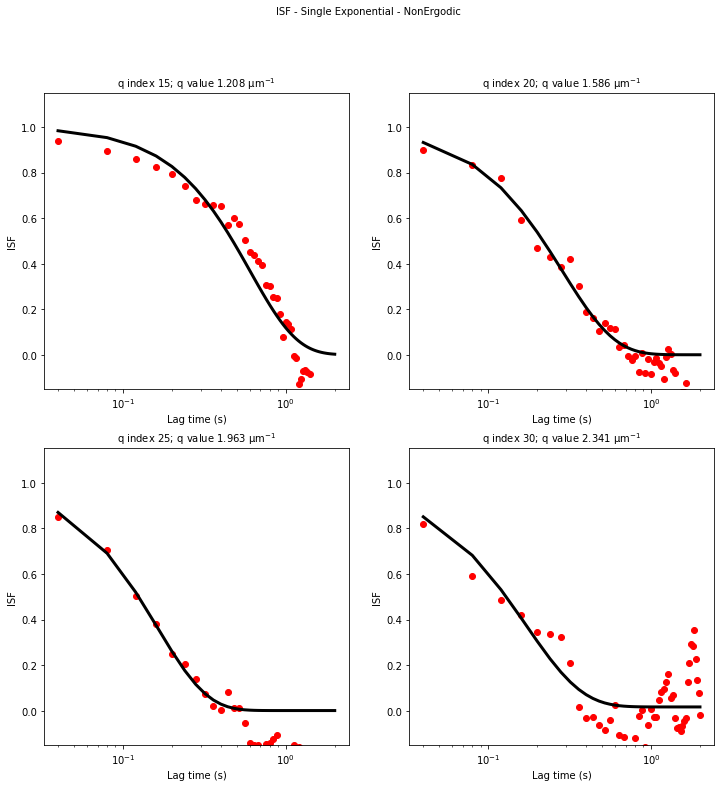 ISF - Single Exponential - NonErgodic
q index 15; q value 1.208 μm⁻¹
q index 20; q value 1.586 μm⁻¹
ISF
1.0
0.8
0.6
0.4
0.2
0.0
10⁻¹
10⁰
Lag time (s)
ISF
1.0
0.8
0.6
0.4
0.2
0.0
10⁻¹
10⁰
Lag time (s)
q index 25; q value 1.963 μm⁻¹
q index 30; q value 2.341 μm⁻¹
ISF
1.0
0.8
0.6
0.4
0.2
0.0
10⁻¹
10⁰
Lag time (s)
ISF
1.0
0.8
0.6
0.4
0.2
0.0
10⁻¹
10⁰
Lag time (s)